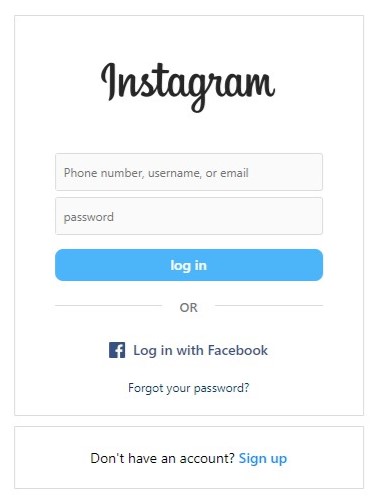 Instagram
Phone number, username, or email
password
log in
OR
Log in with Facebook
Forgot your password?
Don't have an account? Sign up